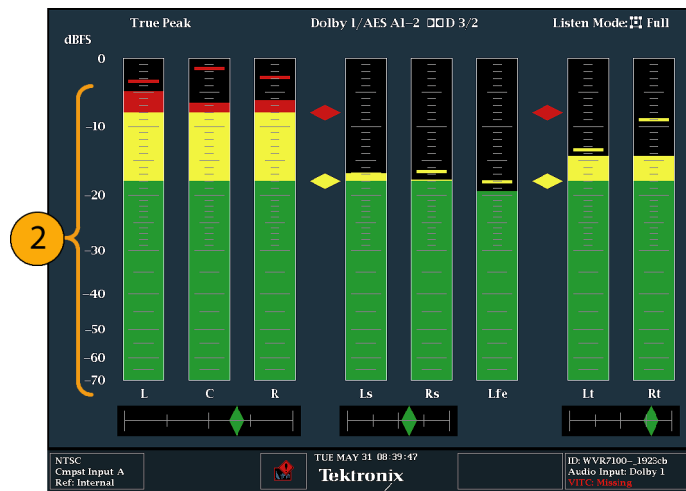 True Peak
Dolby 1/AES A1-2 D 3/2
Listen Mode: Full
dBFS
0
-10
-20
-30
-40
-50
-60
-70
2
L C R Ls Rs Lfe Lt Rt
NTSC
Cmpst Input A
Ref: Internal
TUE MAY 31 08:39:47
Tektronix
ID: WVR7100-_1925cb
Audio Input: Dolby 1
VITC: Missing